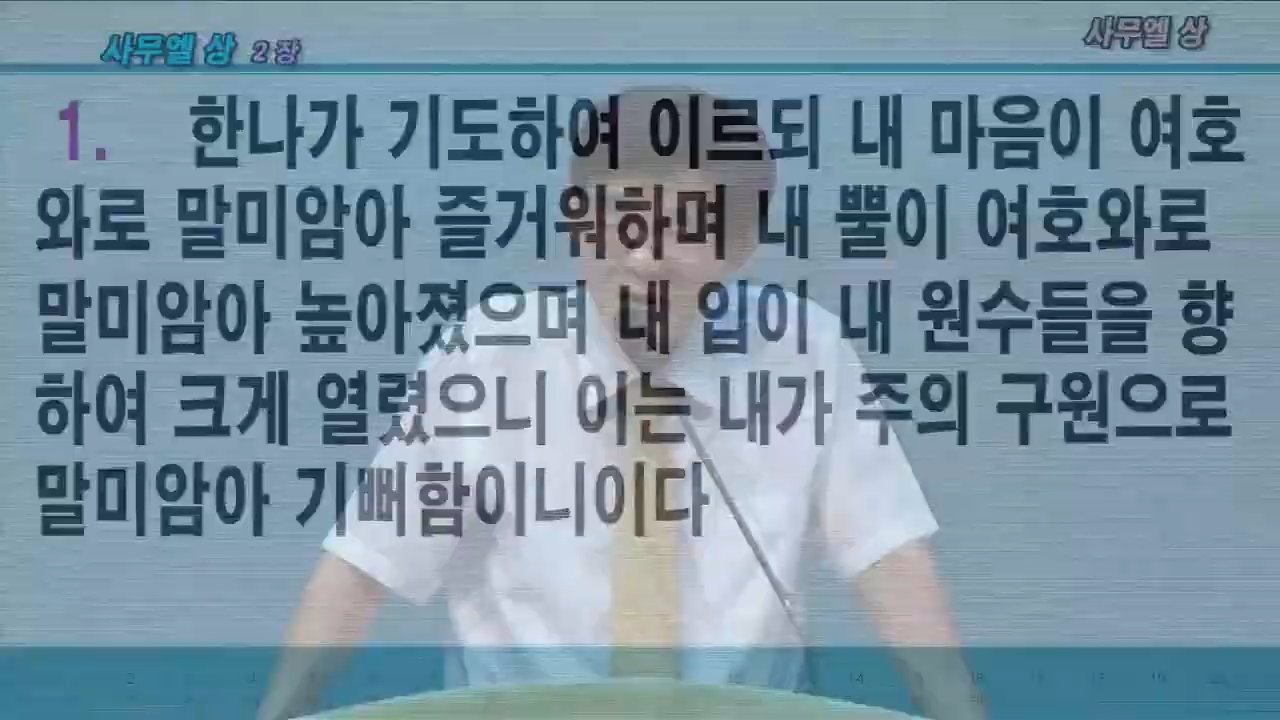 사무엘 상 2 장 사무엘 상
1. 한나가 기도하여 이르되 내 마음이 여호
와로 말미암아 즐거워하며 내 뿔이 여호와로
말미암아 높아졌으며 내 입이 내 원수들을 향
하여 크게 열렸으니 이는 내가 주의 구원으로
말미암아 기뻐함이니이다